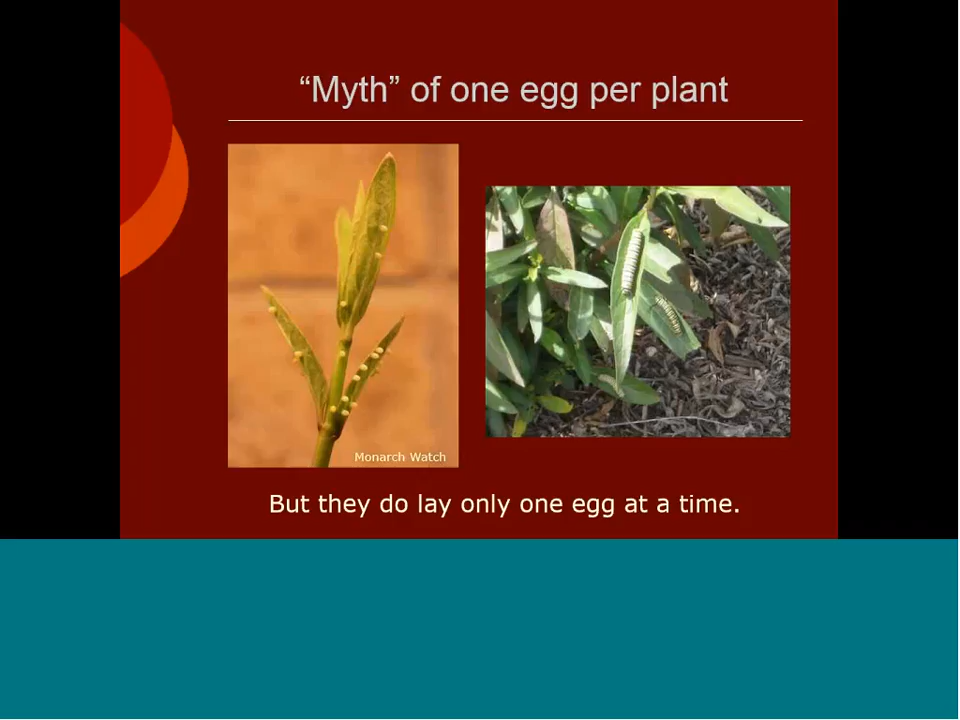 “Myth” of one egg per plant
Monarch Watch
But they do lay only one egg at a time.